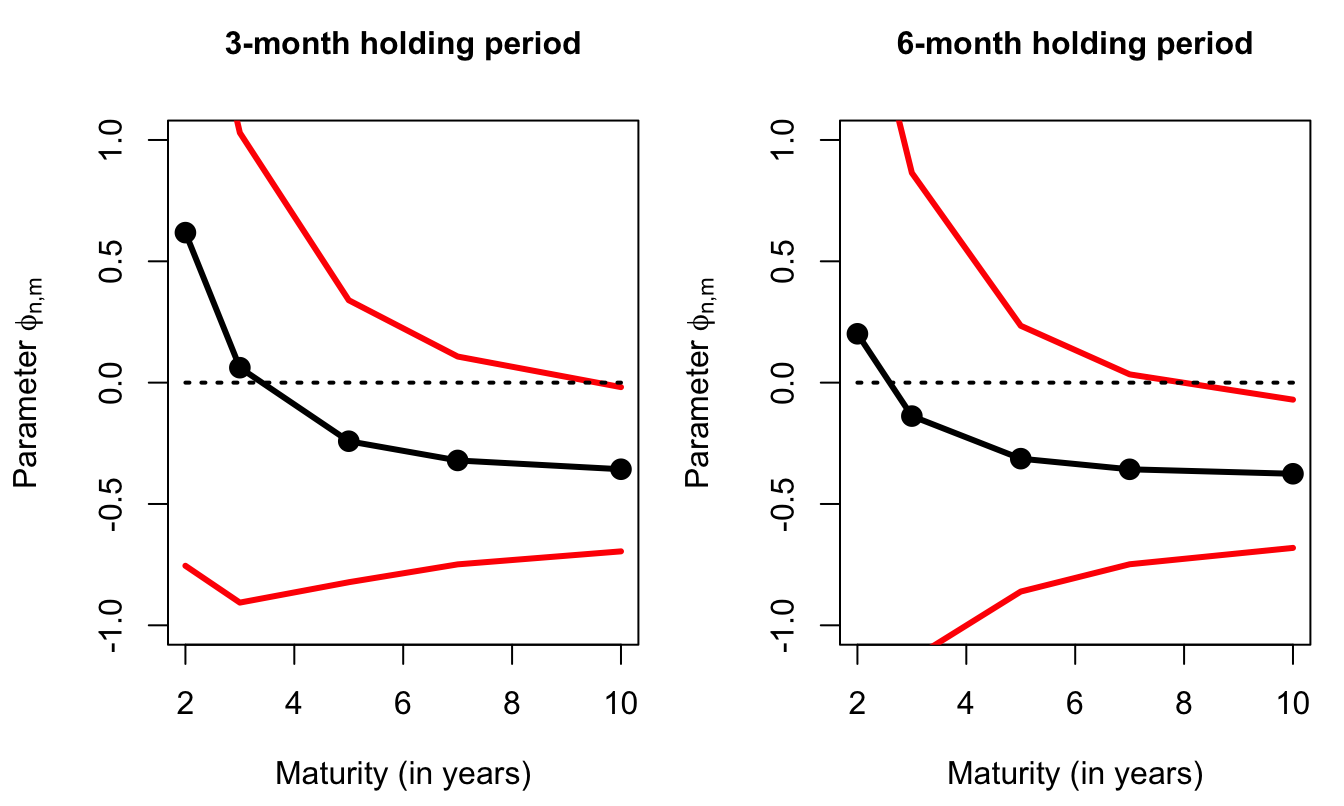 3-month holding period
Parameter ϕn,m
1.0
0.5
0.0
-0.5
-1.0
2 4 6 8 10
Maturity (in years)
6-month holding period
Parameter ϕn,m
1.0
0.5
0.0
-0.5
-1.0
2 4 6 8 10
Maturity (in years)